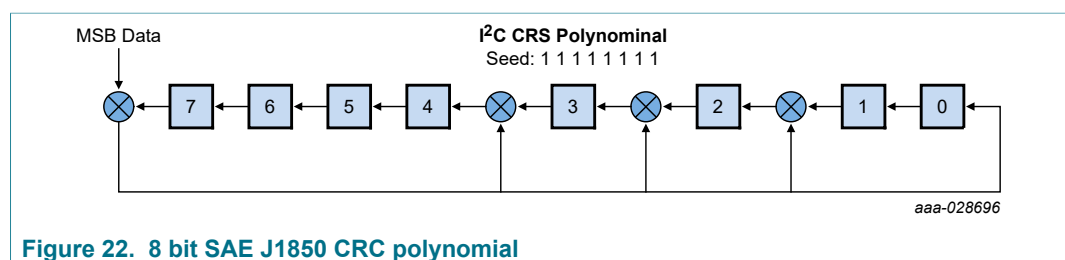 MSB Data
I²C CRS Polynominal
Seed: 1 1 1 1 1 1 1 1
7 6 5 4 3 2 1 0
aaa-028696
Figure 22. 8 bit SAE J1850 CRC polynomial